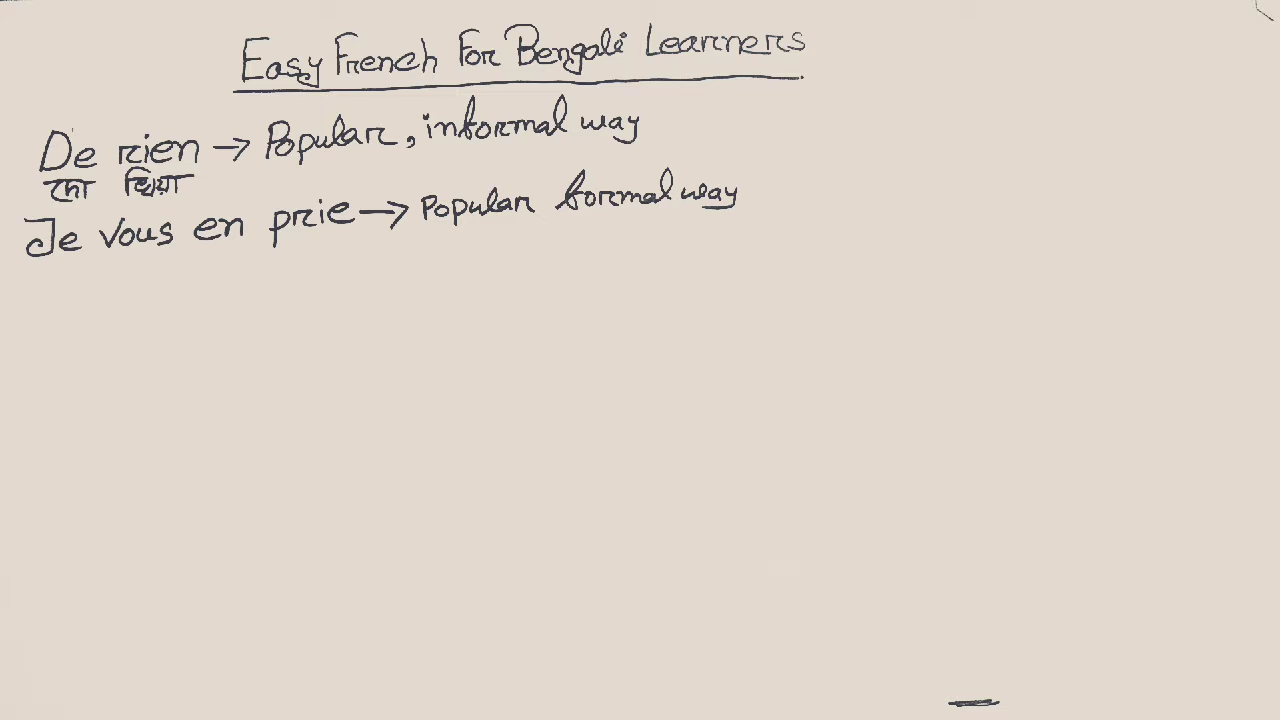 Easy French For Bengali Learners
De rien → Popular, informal way
দ্যো খিয়া
Je vous en prie → Popular formal way